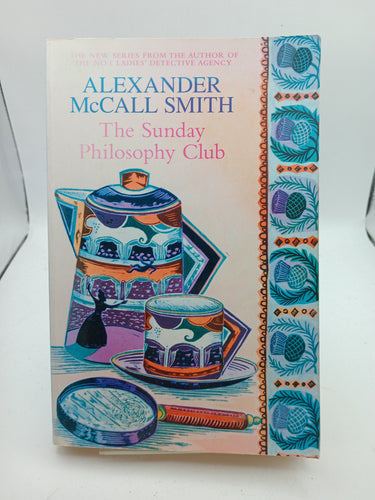 THE NEW SERIES FROM THE AUTHOR OF
THE NO.1 LADIES' DETECTIVE AGENCY
ALEXANDER
McCALL SMITH
The Sunday
Philosophy Club